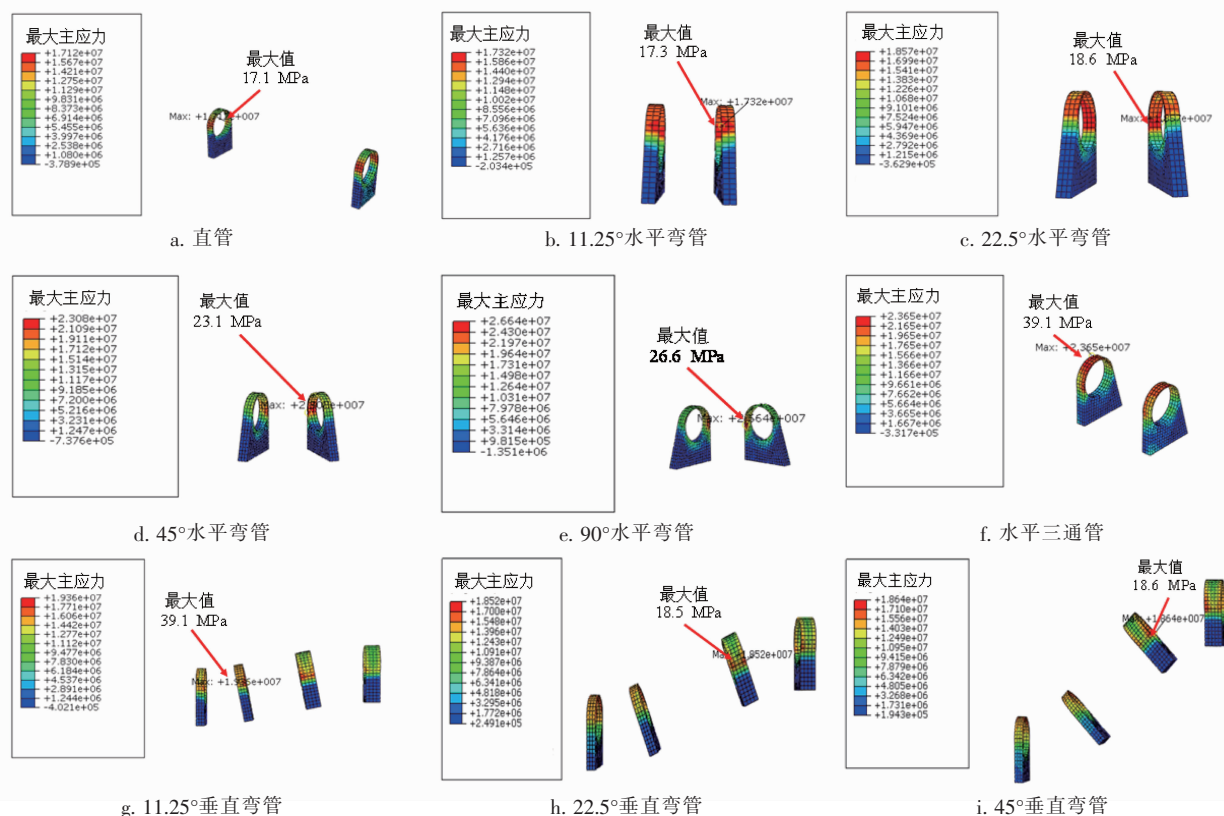 最大主应力
+1.712e+07
+1.567e+07
+1.421e+07
+1.275e+07
+1.129e+07
+9.831e+06
+8.373e+06
+6.914e+06
+5.455e+06
+3.997e+06
+2.538e+06
+1.080e+06
-3.789e+05
最大值
17.1 MPa
a. 直管
最大主应力
+1.732e+07
+1.586e+07
+1.440e+07
+1.294e+07
+1.148e+07
+1.002e+07
+8.556e+06
+7.096e+06
+5.636e+06
+4.176e+06
+2.716e+06
+1.257e+06
-2.034e+05
最大值
17.3 MPa
Max: +1.732e+007
b. 11.25°水平弯管
最大主应力
+1.857e+07
+1.699e+07
+1.541e+07
+1.383e+07
+1.226e+07
+1.068e+07
+9.101e+06
+7.524e+06
+5.947e+06
+4.369e+06
+2.792e+06
+1.215e+06
-3.629e+05
最大值
18.6 MPa
c. 22.5°水平弯管
最大主应力
+2.308e+07
+2.109e+07
+1.911e+07
+1.712e+07
+1.514e+07
+1.315e+07
+1.117e+07
+9.185e+06
+7.200e+06
+5.216e+06
+3.231e+06
+1.247e+06
-7.376e+05
最大值
23.1 MPa
d. 45°水平弯管
最大主应力
+2.664e+07
+2.430e+07
+2.197e+07
+1.964e+07
+1.731e+07
+1.498e+07
+1.264e+07
+1.031e+07
+7.978e+06
+5.646e+06
+3.314e+06
+9.815e+05
-1.351e+06
最大值
26.6 MPa
e. 90°水平弯管
最大主应力
+2.365e+07
+2.165e+07
+1.965e+07
+1.765e+07
+1.566e+07
+1.366e+07
+1.166e+07
+9.661e+06
+7.662e+06
+5.664e+06
+3.665e+06
+1.667e+06
-3.317e+05
最大值
39.1 MPa
Max: +2.365e+007
f. 水平三通管
最大主应力
+1.936e+07
+1.771e+07
+1.606e+07
+1.442e+07
+1.277e+07
+1.112e+07
+9.477e+06
+7.830e+06
+6.184e+06
+4.537e+06
+2.891e+06
+1.244e+06
-4.021e+05
最大值
39.1 MPa
g. 11.25°垂直弯管
最大主应力
+1.852e+07
+1.700e+07
+1.548e+07
+1.396e+07
+1.243e+07
+1.091e+07
+9.387e+06
+7.864e+06
+6.341e+06
+4.818e+06
+3.295e+06
+1.772e+06
+2.491e+05
最大值
18.5 MPa
h. 22.5°垂直弯管
最大主应力
+1.864e+07
+1.710e+07
+1.556e+07
+1.403e+07
+1.249e+07
+1.095e+07
+9.415e+06
+7.879e+06
+6.342e+06
+4.805e+06
+3.268e+06
+1.731e+06
+1.943e+05
最大值
18.6 MPa
i. 45°垂直弯管